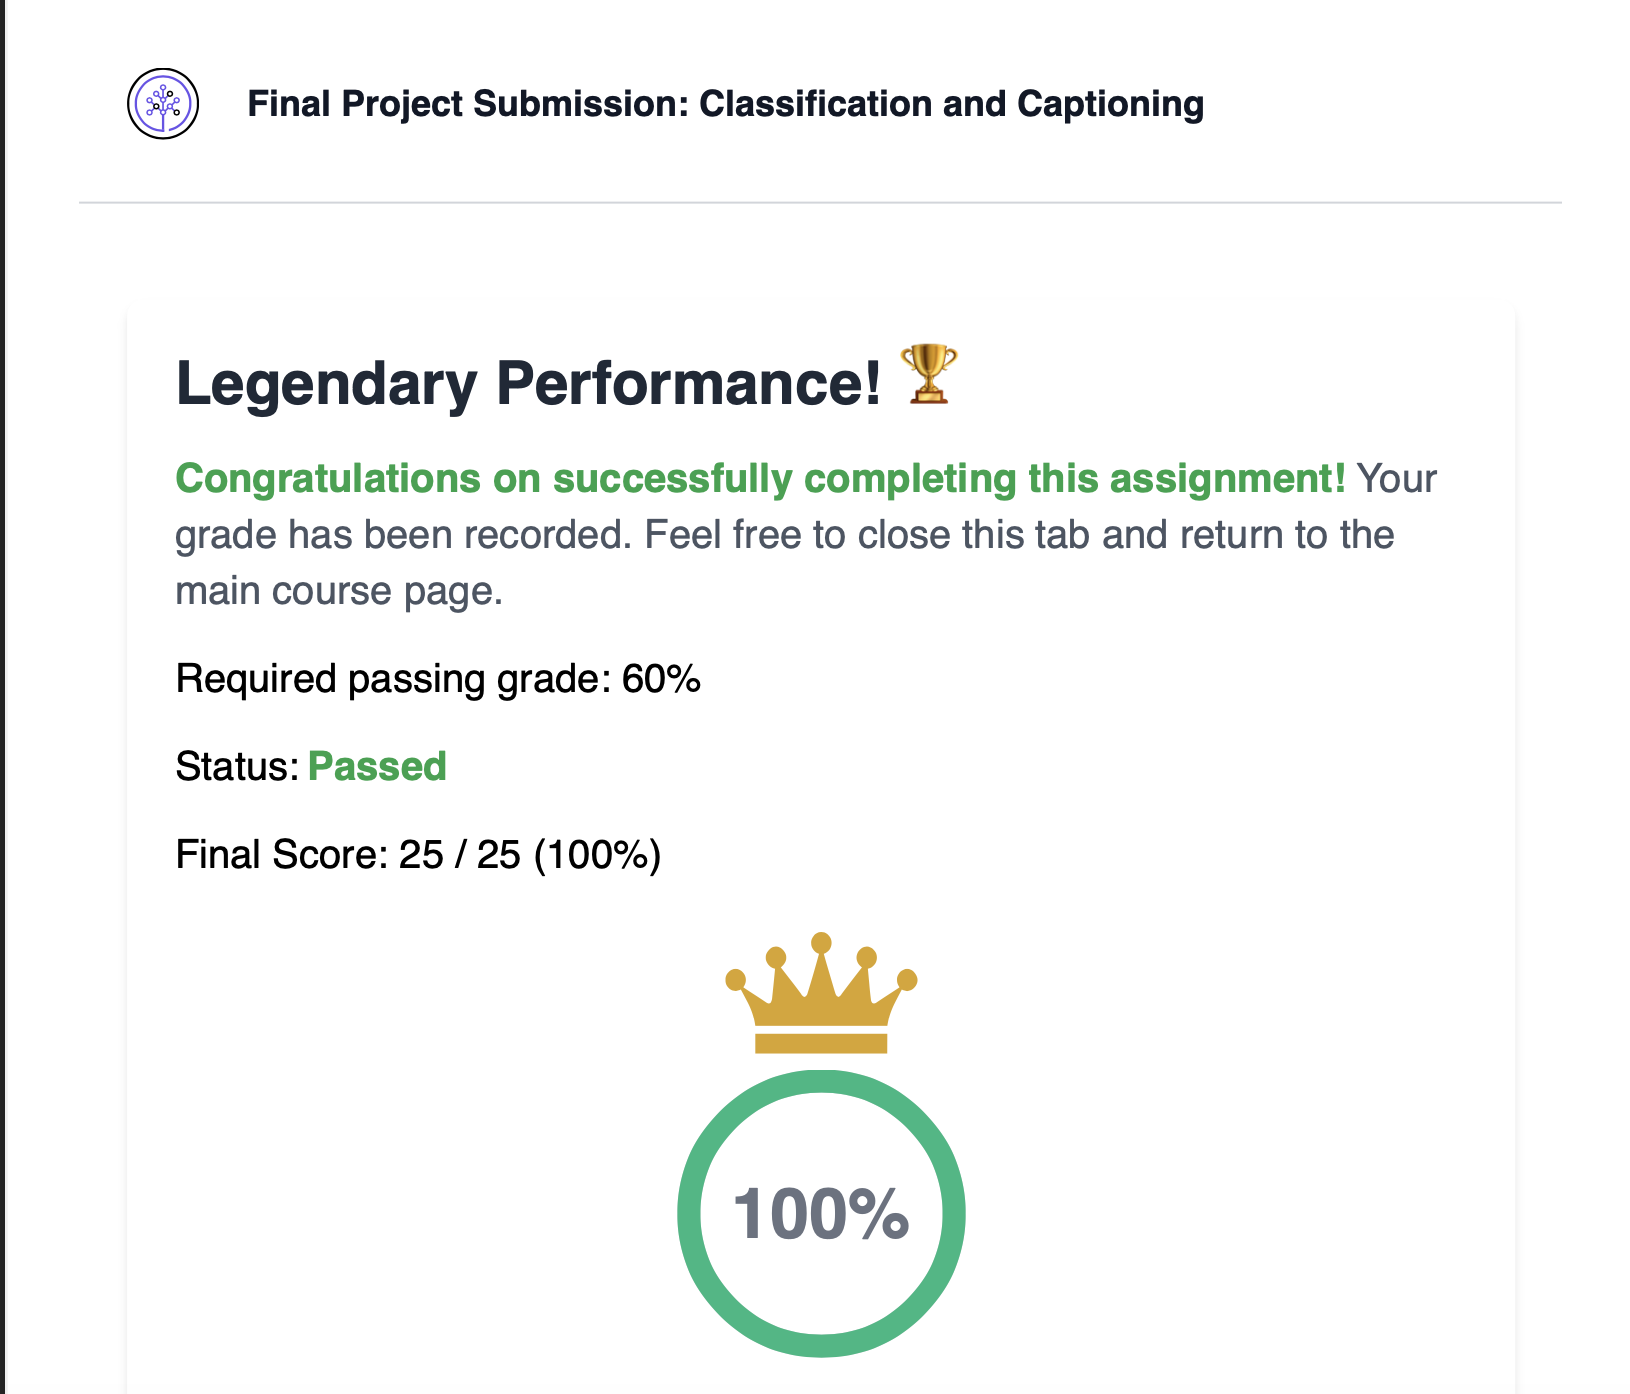 Final Project Submission: Classification and Captioning
Legendary Performance! 🏆
Congratulations on successfully completing this assignment! Your
grade has been recorded. Feel free to close this tab and return to the
main course page.
Required passing grade: 60%
Status: Passed
Final Score: 25 / 25 (100%)
100%